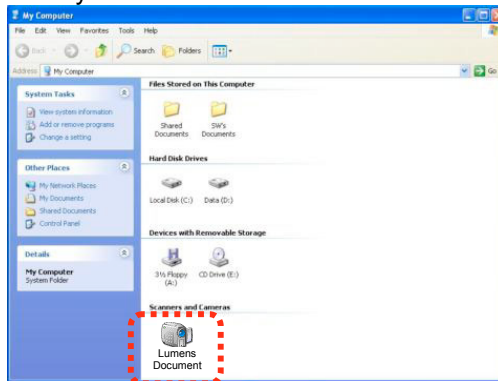 My Computer
File Edit View Favorites Tools Help
Back Search Folders
Address My Computer Go
System Tasks
View system information
Add or remove programs
Change a setting
Other Places
My Network Places
My Documents
Shared Documents
Control Panel
Details
My Computer
System Folder
Files Stored on This Computer
Shared Documents
SW's Documents
Hard Disk Drives
Local Disk (C:)
Data (D:)
Devices with Removable Storage
3½ Floppy (A:)
CD Drive (E:)
Scanners and Cameras
Lumens
Document